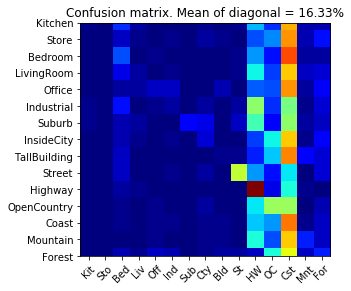 Confusion matrix. Mean of diagonal = 16.33%
Kitchen
Store
Bedroom
LivingRoom
Office
Industrial
Suburb
InsideCity
TallBuilding
Street
Highway
OpenCountry
Coast
Mountain
Forest
Kit Sto Bed Liv Off Ind Sub Cty Bld St HW OC Cst Mnt For